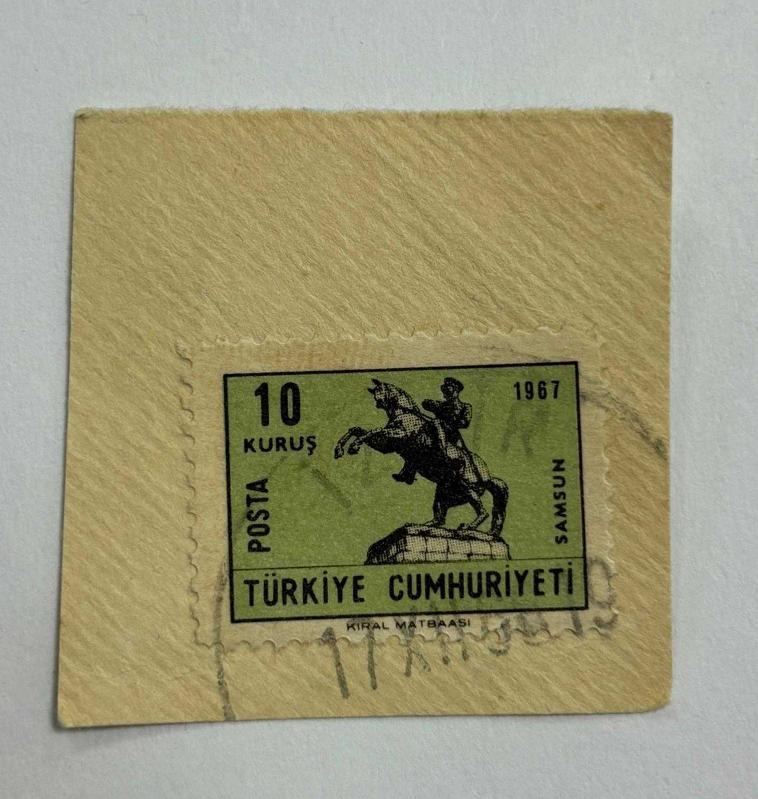 10
KURUŞ
1967
POSTA
SAMSUN
TÜRKİYE CUMHURİYETİ
KIRAL MATBAASI